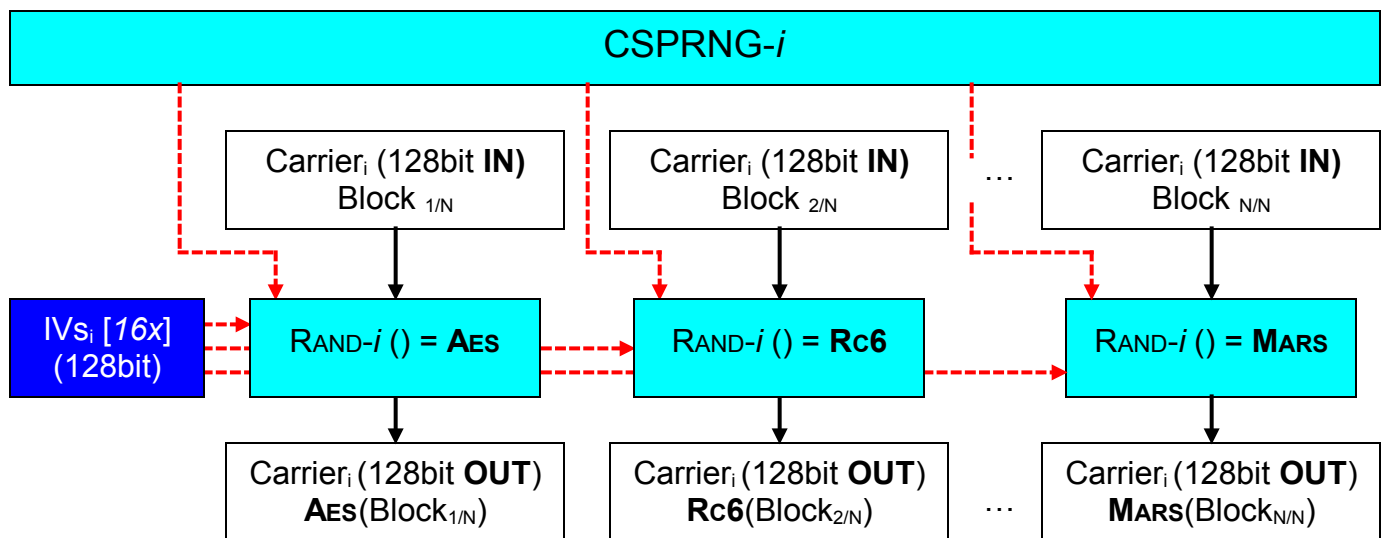 CSPRNG-i
Carrieri (128bit IN)
Block 1/N
Carrieri (128bit IN)
Block 2/N
...
Carrieri (128bit IN)
Block N/N
IVsi [16x]
(128bit)
RAND-i () = AES
RAND-i () = RC6
RAND-i () = MARS
Carrieri (128bit OUT)
AES(Block1/N)
Carrieri (128bit OUT)
RC6(Block2/N)
...
Carrieri (128bit OUT)
MARS(BlockN/N)